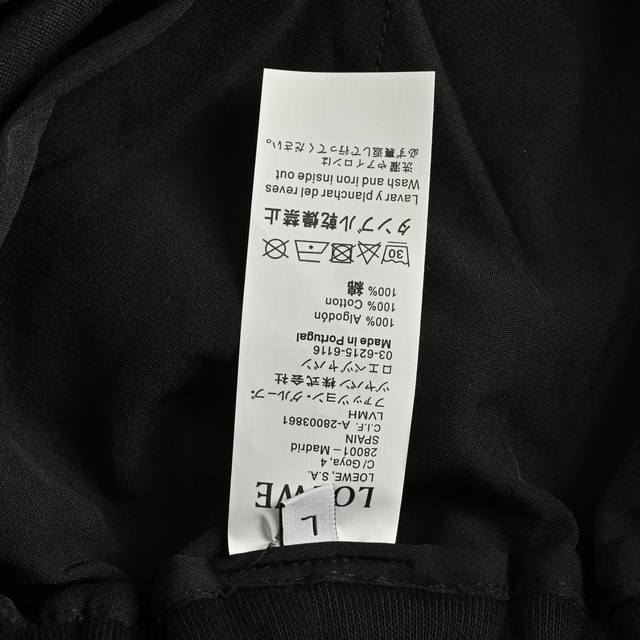 LOEWE
L
LOEWE, S.A.
C/ Goya, 4
28001 – Madrid
SPAIN
C.I.F. A-28003861
LVMH
ファッション・グループ
ジャパン株式会社
ロエベジャパン
03-6215-6116
Made in Portugal
100% Algodón
100% Cotton
100% 綿
30
タンブル乾燥禁止
Lavar y planchar del reves
Wash and iron inside out
洗濯やアイロンは
必ず裏返して行ってください。